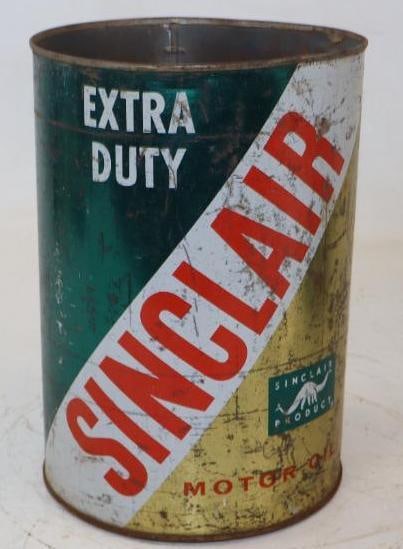 EXTRA
DUTY
SINCLAIR
SINCLAIR
A
PRODUCT
MOTOR OIL